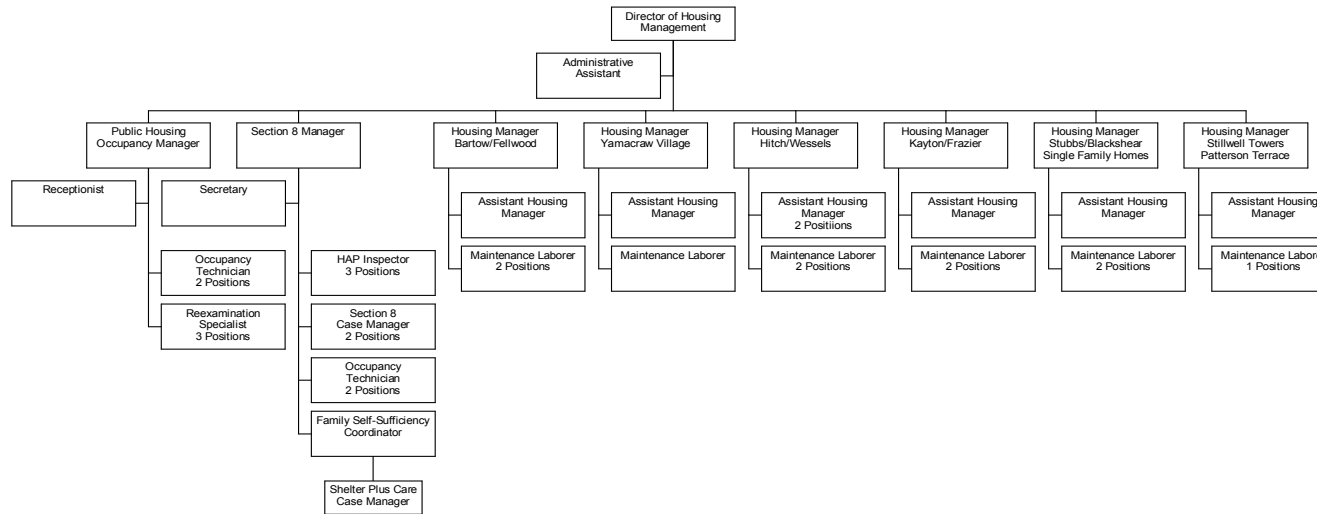 Director of Housing
Management
Administrative
Assistant
Public Housing
Occupancy Manager
Section 8 Manager
Housing Manager
Bartow/Fellwood
Housing Manager
Yamacraw Village
Housing Manager
Hitch/Wessels
Housing Manager
Kayton/Frazier
Housing Manager
Stubbs/Blackshear
Single Family Homes
Housing Manager
Stillwell Towers
Patterson Terrace
Receptionist
Secretary
Assistant Housing
Manager
Assistant Housing
Manager
Assistant Housing
Manager
2 Positiions
Assistant Housing
Manager
Assistant Housing
Manager
Assistant Housing
Manager
Occupancy
Technician
2 Positions
HAP Inspector
3 Positions
Maintenance Laborer
2 Positions
Maintenance Laborer
Maintenance Laborer
2 Positions
Maintenance Laborer
2 Positions
Maintenance Laborer
2 Positions
Maintenance Laborer
1 Positions
Reexamination
Specialist
3 Positions
Section 8
Case Manager
2 Positions
Occupancy
Technician
2 Positions
Family Self-Sufficiency
Coordinator
Shelter Plus Care
Case Manager